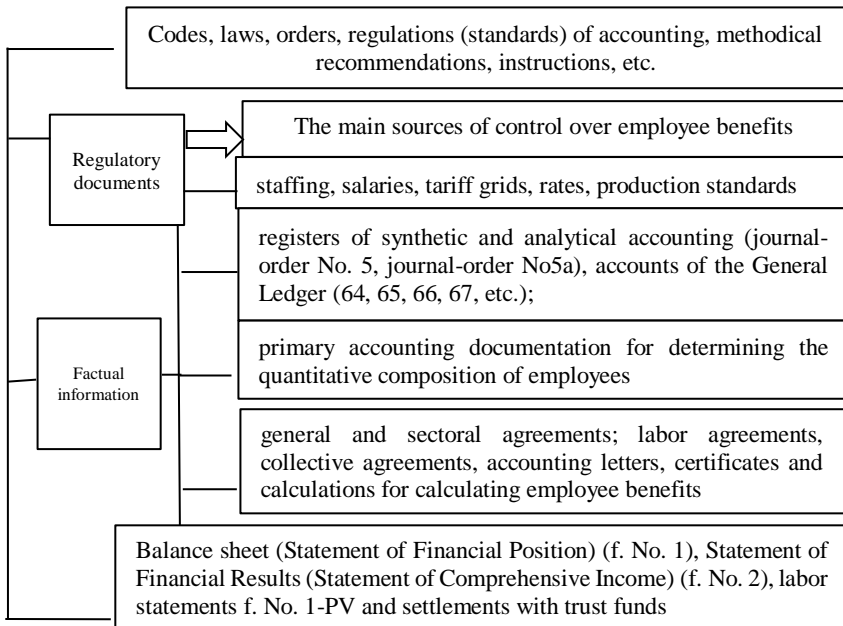 Codes, laws, orders, regulations (standards) of accounting, methodical
recommendations, instructions, etc.
Regulatory
documents
The main sources of control over employee benefits
staffing, salaries, tariff grids, rates, production standards
registers of synthetic and analytical accounting (journal-
order No. 5, journal-order No5a), accounts of the General
Ledger (64, 65, 66, 67, etc.);
Factual
information
primary accounting documentation for determining the
quantitative composition of employees
general and sectoral agreements; labor agreements,
collective agreements, accounting letters, certificates and
calculations for calculating employee benefits
Balance sheet (Statement of Financial Position) (f. No. 1), Statement of
Financial Results (Statement of Comprehensive Income) (f. No. 2), labor
statements f. No. 1-PV and settlements with trust funds